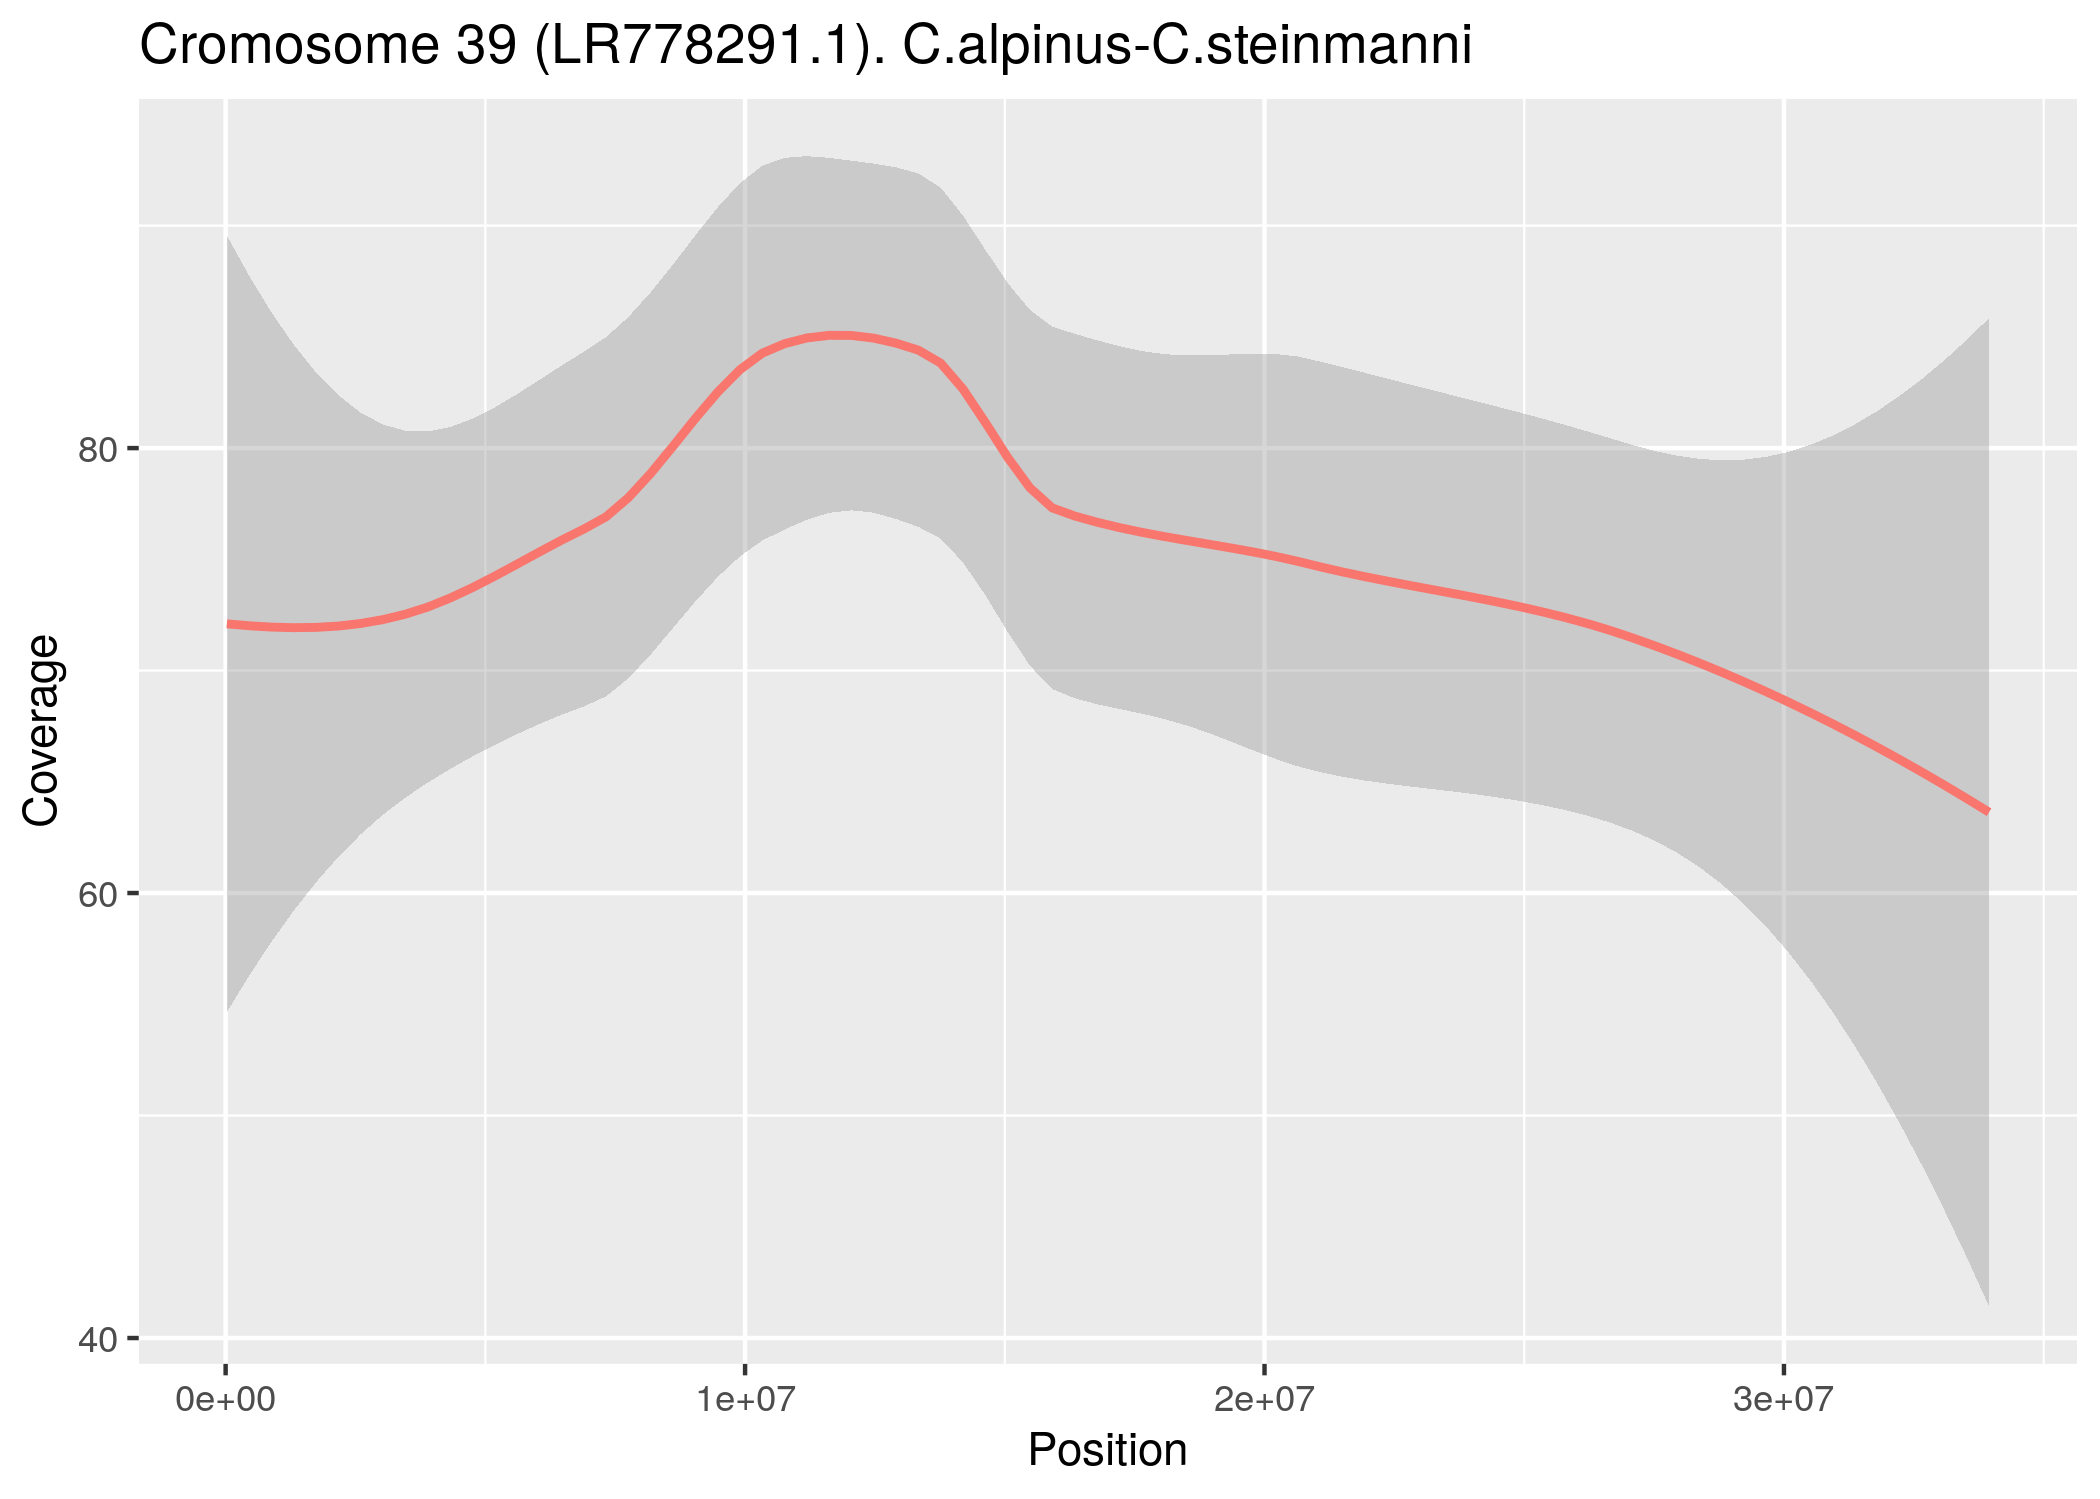 Cromosome 39 (LR778291.1). C.alpinus-C.steinmanni
Coverage
80
60
40
0e+00 1e+07 2e+07 3e+07
Position